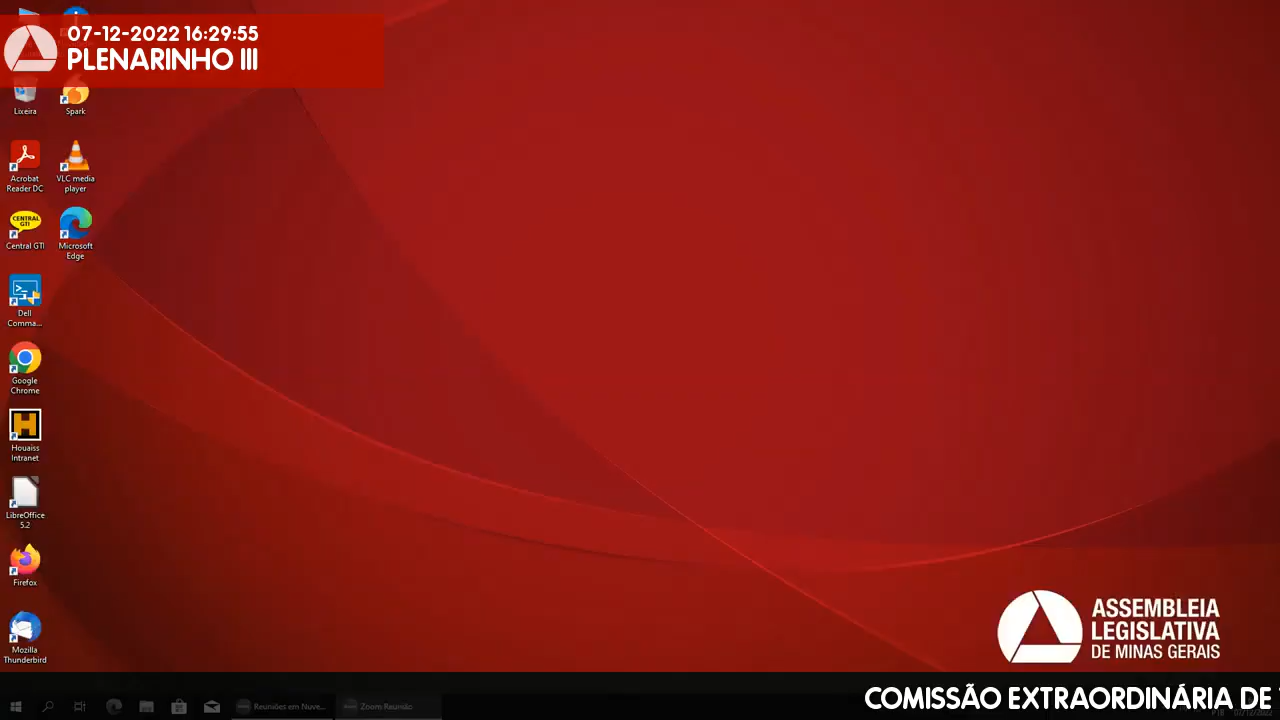 07-12-2022 16:29:55
PLENARINHO III
Lixeira
Spark
Acrobat
Reader DC
VLC media
player
CENTRAL
GTI
Central GTI
Microsoft
Edge
Dell
Comma...
Google
Chrome
Houaiss
Intranet
LibreOffice
5.2
Firefox
Mozilla
Thunderbird
ASSEMBLEIA
LEGISLATIVA
DE MINAS GERAIS
Reuniões em Nuve...
Zoom Reunião
COMISSÃO EXTRAORDINÁRIA DE